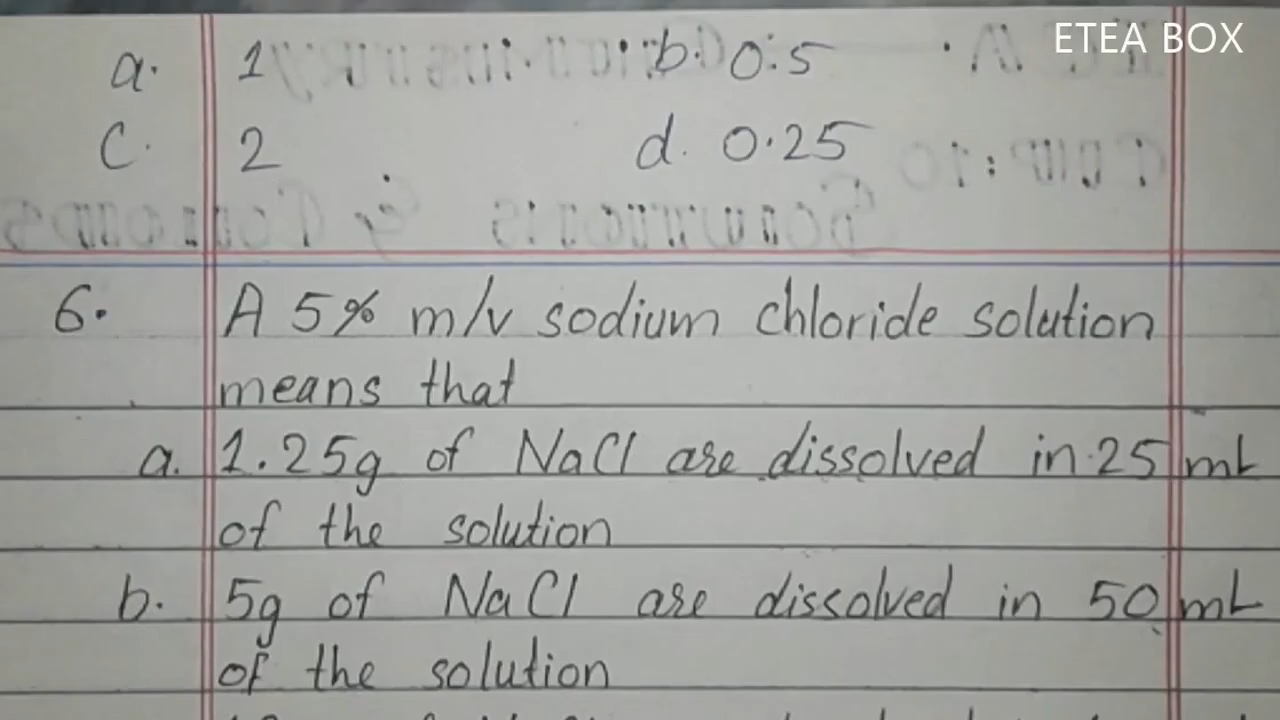 ETEA BOX
a. 1 b. 0.5
C. 2 d. 0.25
6. A 5% m/v sodium chloride solution
means that
a. 1.25g of NaCl are dissolved in 25 mL
of the solution
b. 5g of NaCl are dissolved in 50 mL
of the solution